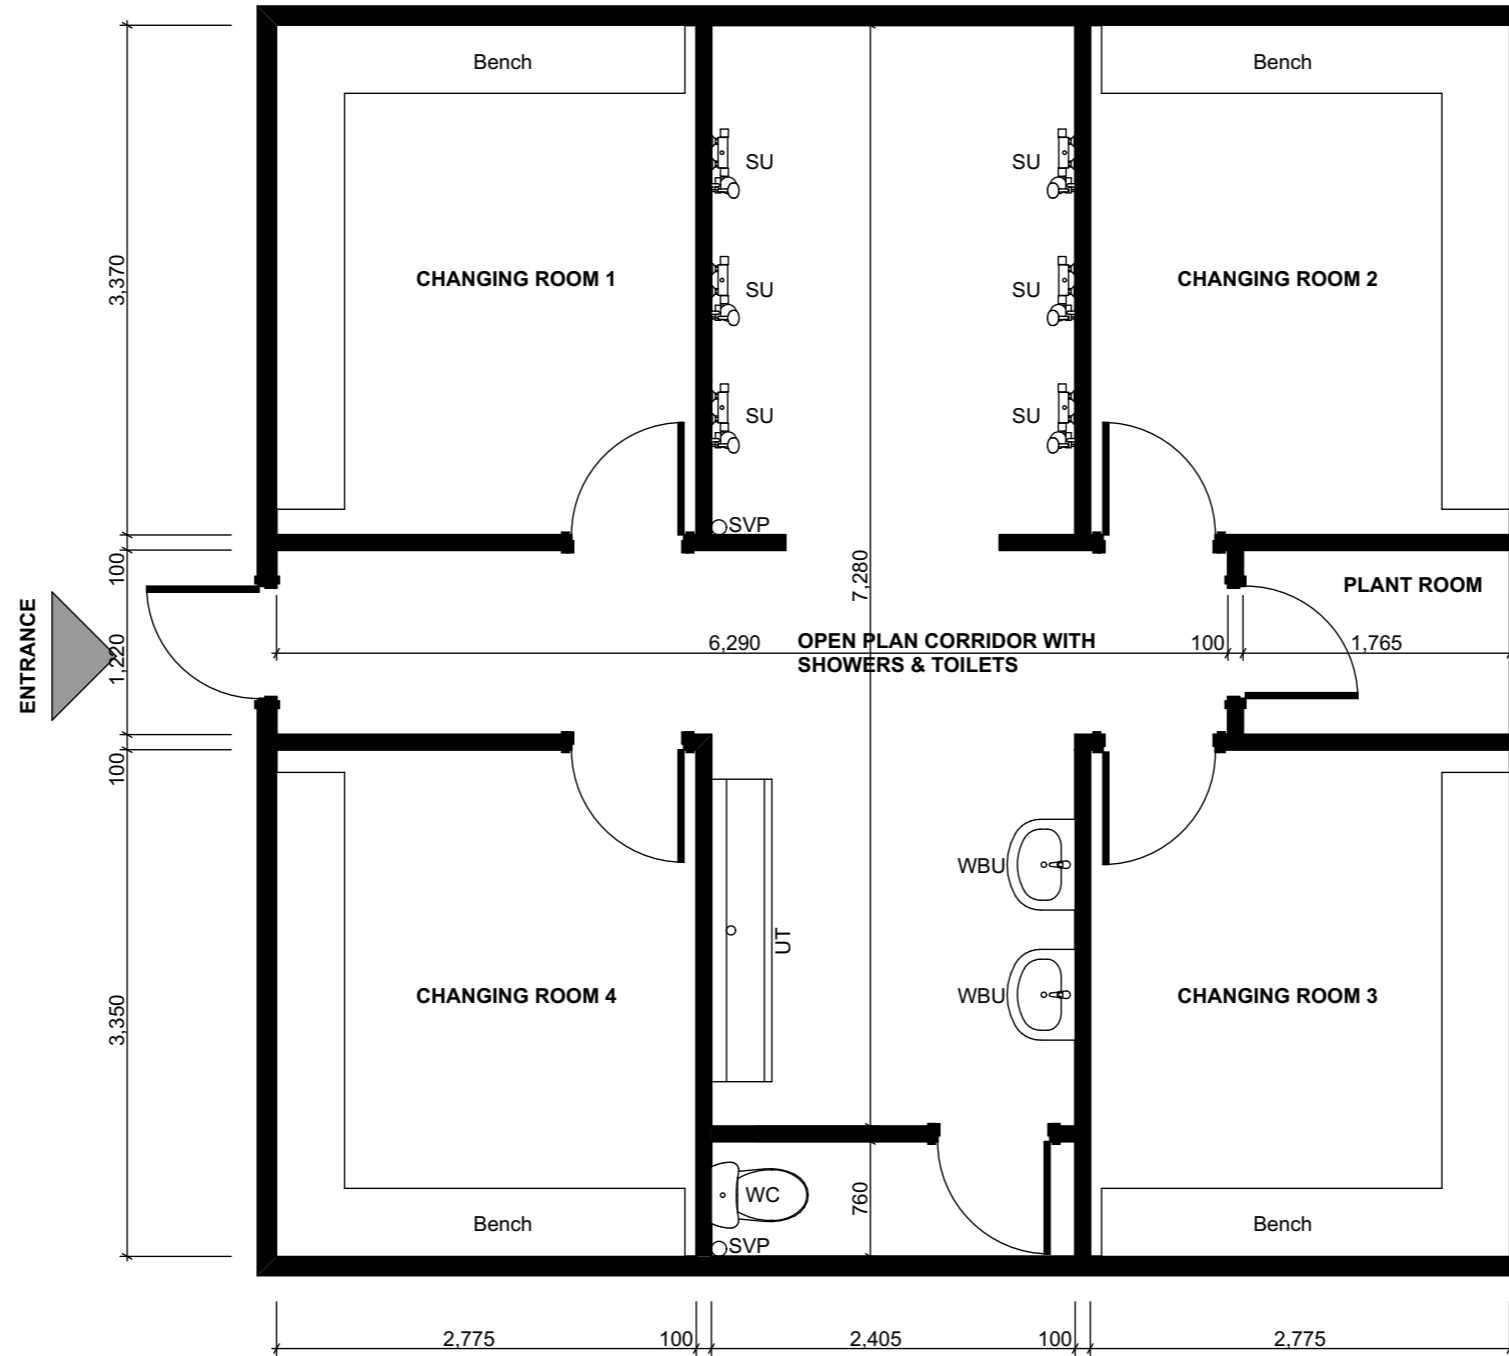 Bench
Bench
SU
SU
3,370
CHANGING ROOM 1
SU
SU
CHANGING ROOM 2
SU
SU
SVP
100
7,280
PLANT ROOM
ENTRANCE
1,220
6,290
OPEN PLAN CORRIDOR WITH
SHOWERS & TOILETS
100
1,765
100
WBU
UT
3,350
CHANGING ROOM 4
WBU
CHANGING ROOM 3
WC
760
Bench
SVP
Bench
2,775
100
2,405
100
2,775